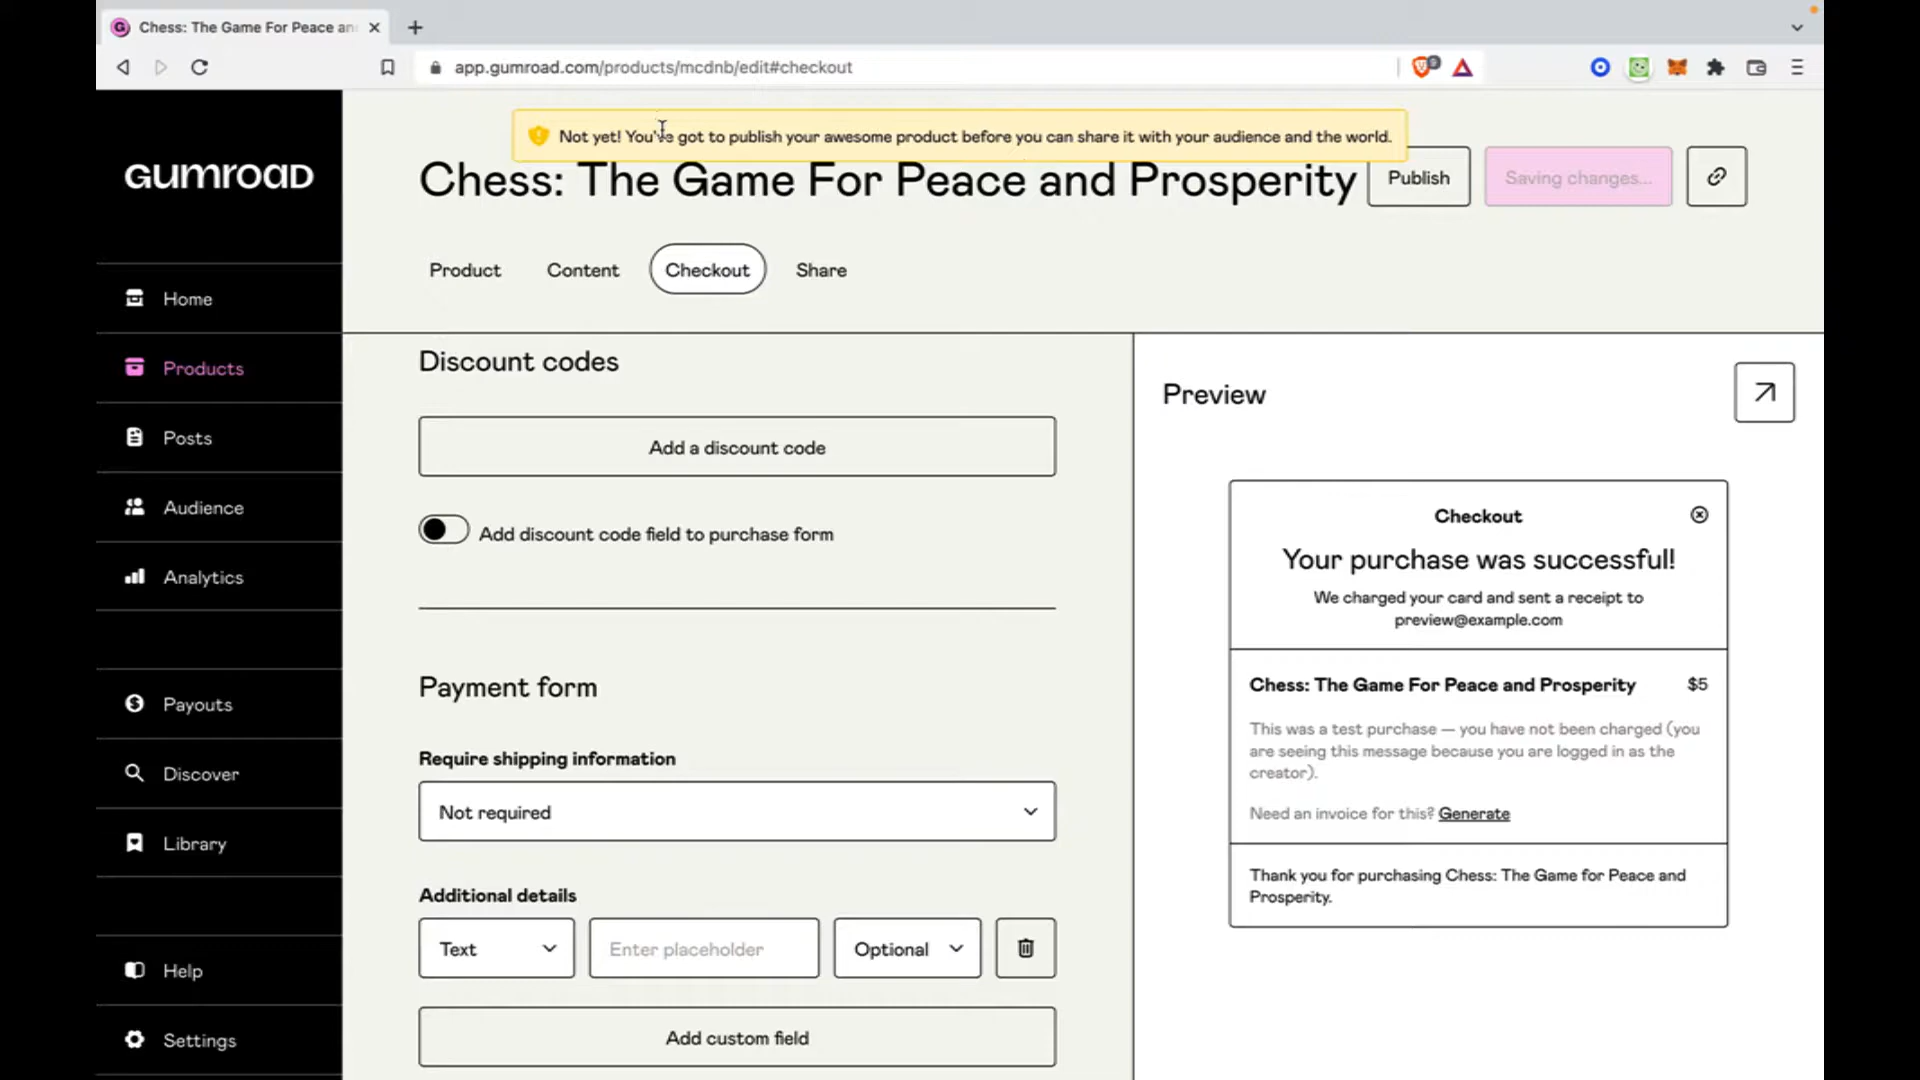 Chess: The Game For Peace an
app.gumroad.com/products/mcdnb/edit#checkout
Not yet! You've got to publish your awesome product before you can share it with your audience and the world.
GUMROAD
Chess: The Game For Peace and Prosperity
Publish
Saving changes...
Product
Content
Checkout
Share
Home
Products
Posts
Audience
Analytics
Payouts
Discover
Library
Help
Settings
Discount codes
Add a discount code
Add discount code field to purchase form
Payment form
Require shipping information
Not required
Additional details
Text
Enter placeholder
Optional
Add custom field
Preview
Checkout
Your purchase was successful!
We charged your card and sent a receipt to
preview@example.com
Chess: The Game For Peace and Prosperity
$5
This was a test purchase — you have not been charged (you
are seeing this message because you are logged in as the
creator).
Need an invoice for this? Generate
Thank you for purchasing Chess: The Game for Peace and
Prosperity.